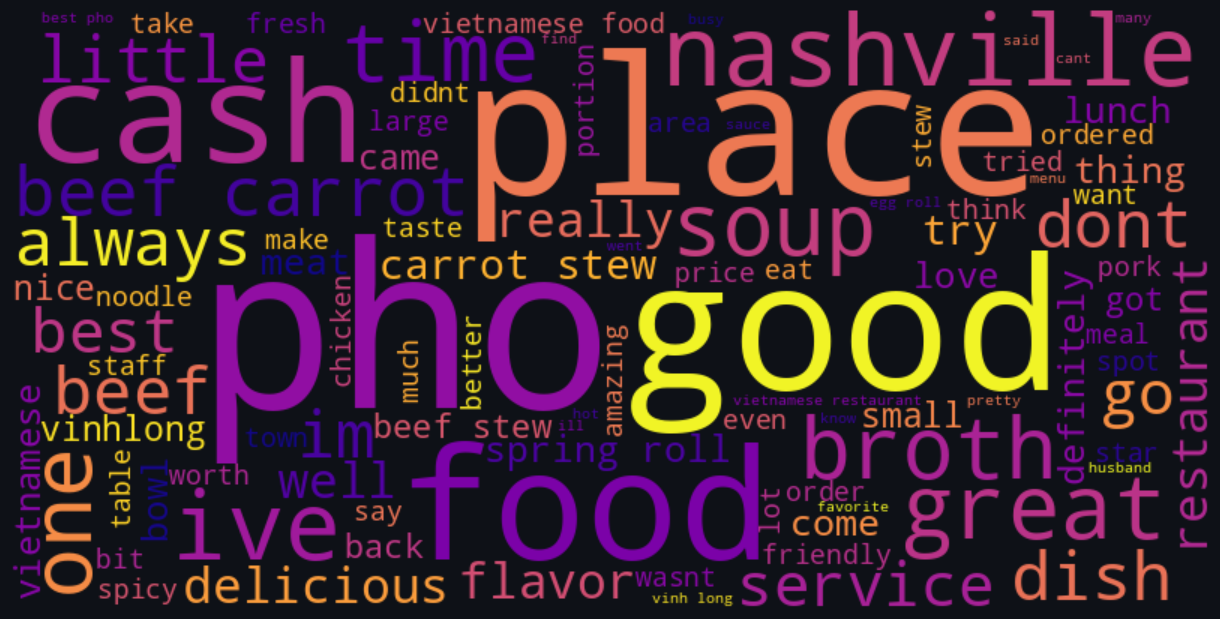 best pho
take
fresh
vietnamese food
busy
many
little
time
find
nashville
said
cant
cash
didnt
portion
place
large
area
sauce
stew
lunch
ordered
came
tried
thing
menu
beef carrot
want
egg roll
think
taste
really
soup
try
dont
always
make
meat
went
carrot stew
price
eat
love
pork
nice
noodle
chicken
pho
good
definitely
got
restaurant
best
much
better
amazing
meal
staff
spot
beef
vietnamese restaurant
pretty
go
vietnamese
vinhlong
town
im
beef stew
ill
hot
even
know
small
broth
star
husband
spring roll
one
table
bowl
worth
well
food
lot
order
favorite
great
ive
say
come
back
friendly
bit
spicy
delicious
flavor
wasnt
vinh long
service
dish